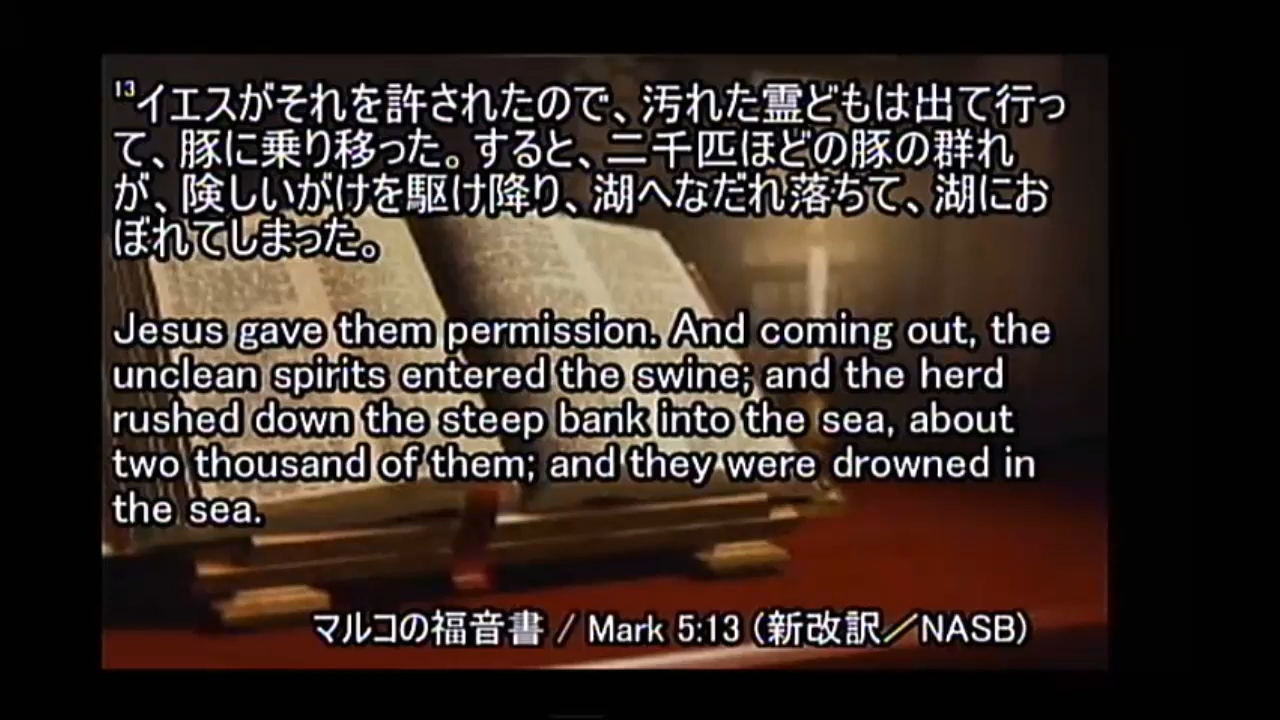 13イエスがそれを許されたので、汚れた霊どもは出て行っ
て、豚に乗り移った。すると、二千匹ほどの豚の群れ
が、険しいがけを駆け降り、湖へなだれ落ちて、湖にお
ぼれてしまった。
Jesus gave them permission. And coming out, the
unclean spirits entered the swine; and the herd
rushed down the steep bank into the sea, about
two thousand of them; and they were drowned in
the sea.
マルコの福音書 / Mark 5:13 (新改訳／NASB)